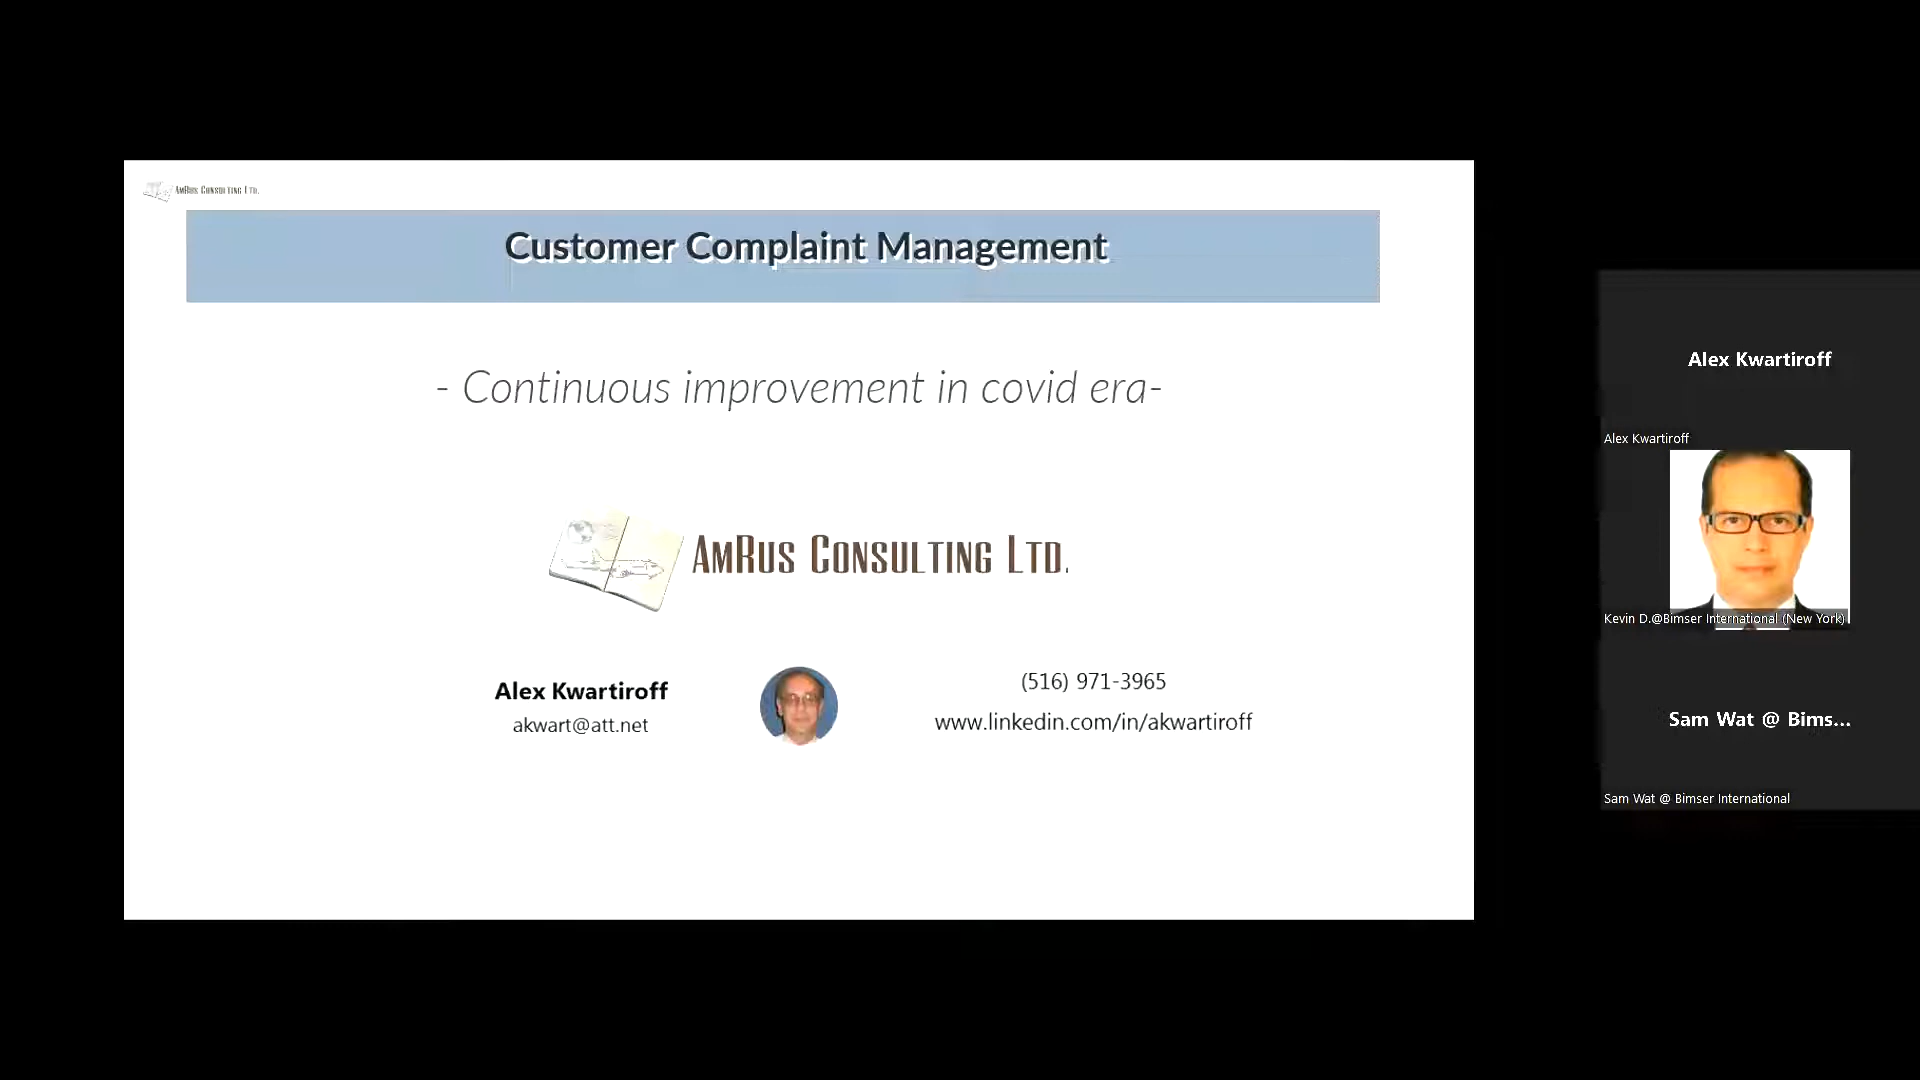 AMRUS CONSULTING LTD.
Customer Complaint Management
- Continuous improvement in covid era-
AMRUS CONSULTING LTD.
Alex Kwartiroff
akwart@att.net
(516) 971-3965
www.linkedin.com/in/akwartiroff
Alex Kwartiroff
Alex Kwartiroff
Kevin D.@Bimser International (New York)
Sam Wat @ Bims...
Sam Wat @ Bimser International